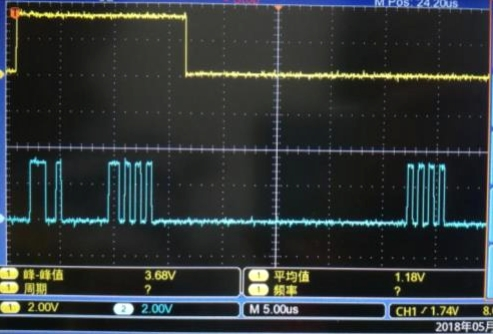 M Pos: 24.20us
1 峰-峰值 3.68V 1 平均值 1.18V
1 周期 ? 1 频率 ?
1 2.00V 2 2.00V M 5.00us CH1 / 1.74V 8.
2018年05月